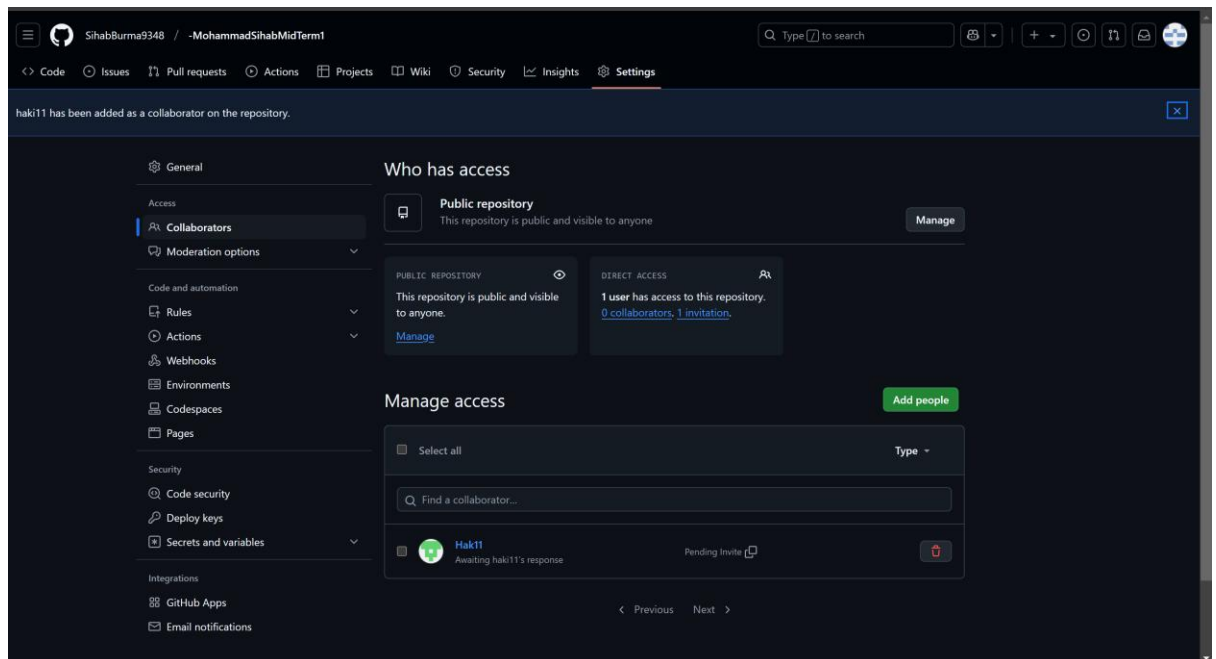 SihabBurma9348 / -MohammadSihabMidTerm1
Type / to search
<> Code Issues Pull requests Actions Projects Wiki Security Insights Settings
haki11 has been added as a collaborator on the repository.
General
Access
Collaborators
Moderation options
Code and automation
Rules
Actions
Webhooks
Environments
Codespaces
Pages
Security
Code security
Deploy keys
Secrets and variables
Integrations
GitHub Apps
Email notifications
Who has access
Public repository
This repository is public and visible to anyone
Manage
PUBLIC REPOSITORY
This repository is public and visible
to anyone.
Manage
DIRECT ACCESS
1 user has access to this repository.
0 collaborators. 1 invitation.
Manage access
Add people
Select all
Type
Find a collaborator...
Hak11
Awaiting haki11's response
Pending Invite
< Previous Next >